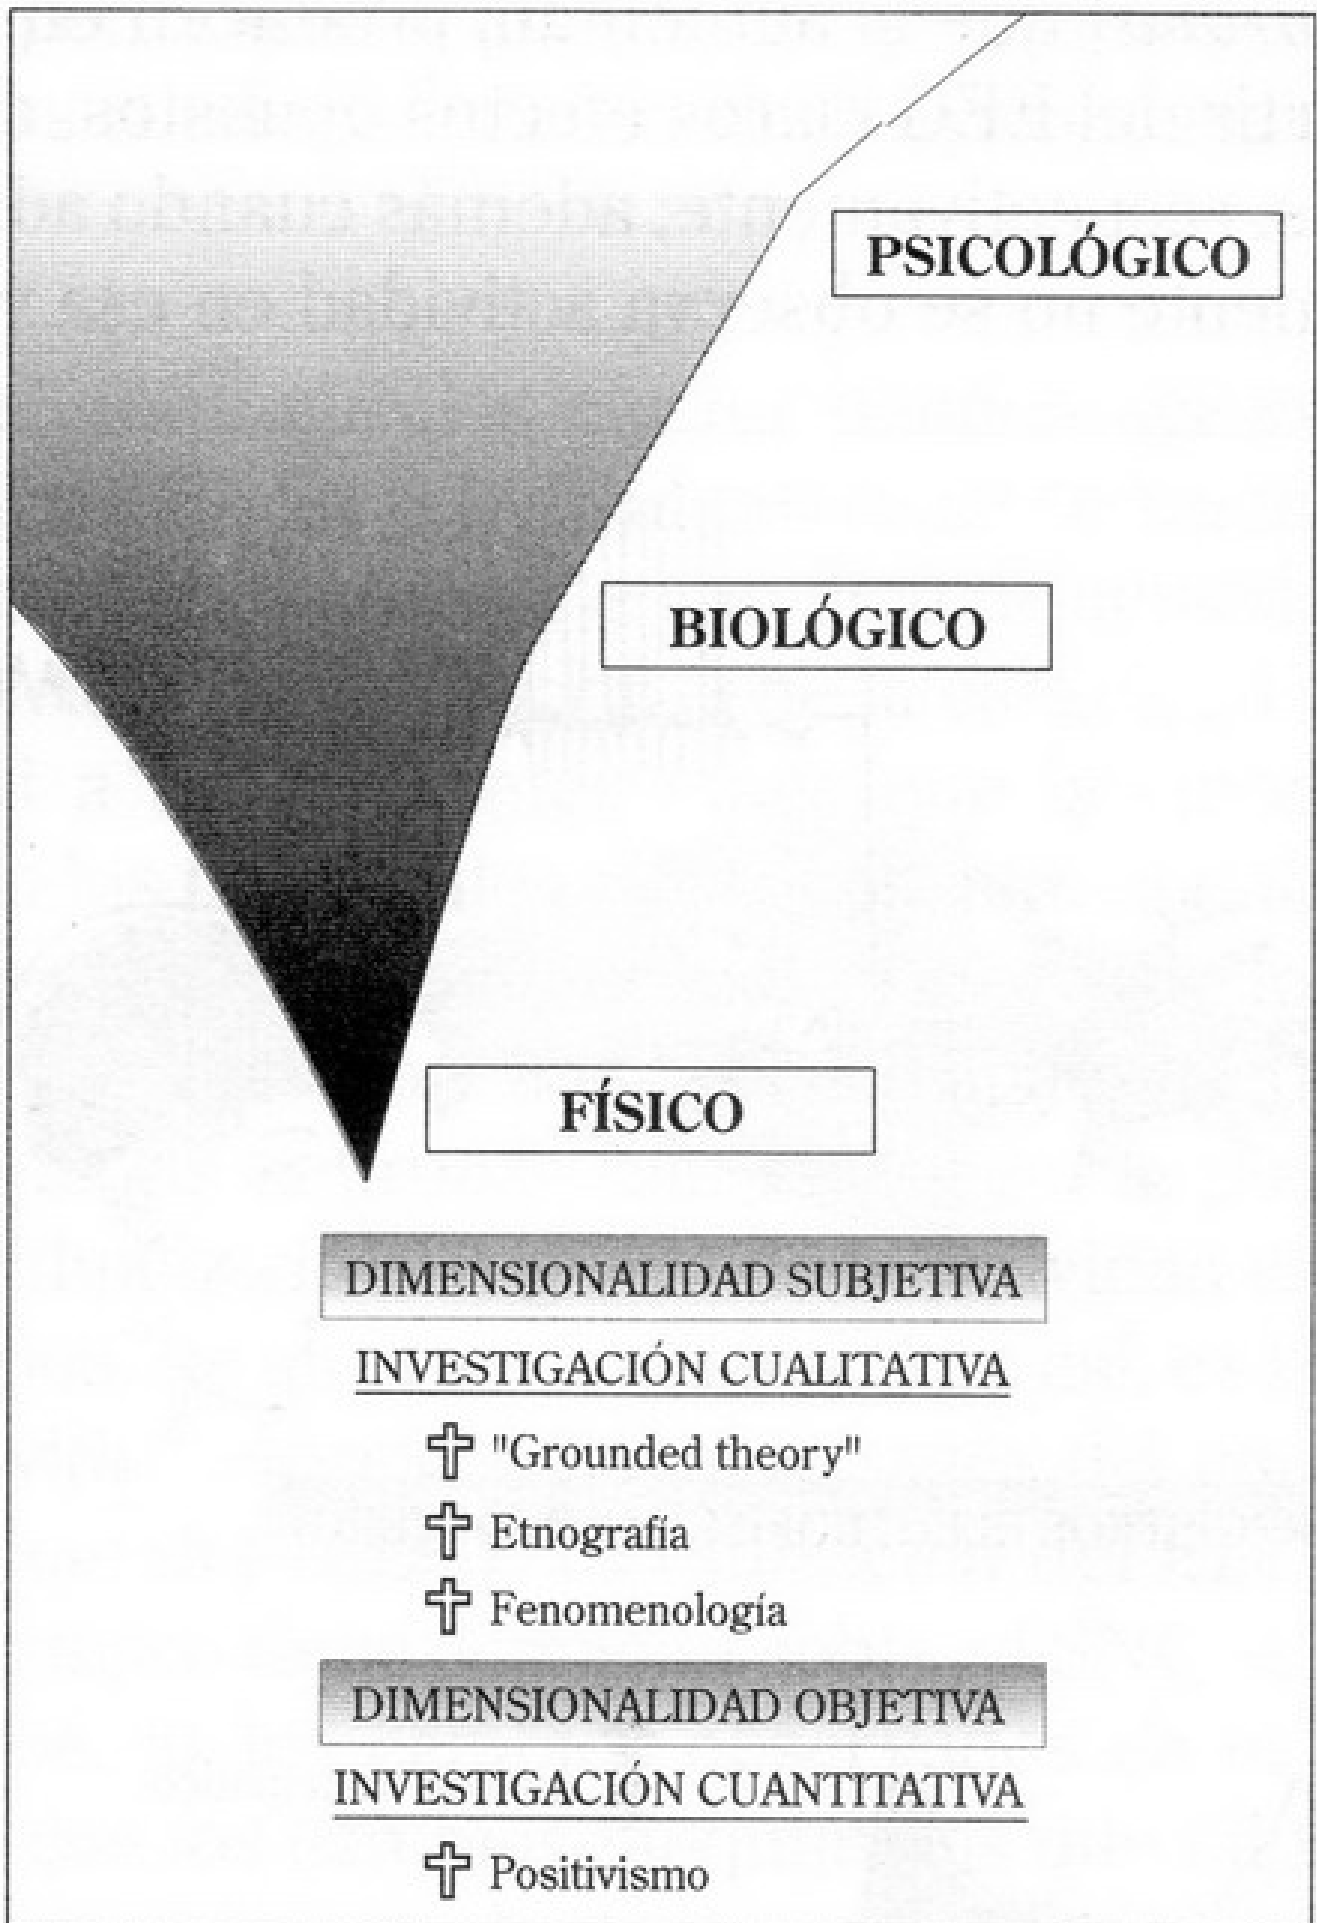 PSICOLÓGICO
BIOLÓGICO
FÍSICO
DIMENSIONALIDAD SUBJETIVA
INVESTIGACIÓN CUALITATIVA
"Grounded theory"
Etnografía
Fenomenología
DIMENSIONALIDAD OBJETIVA
INVESTIGACIÓN CUANTITATIVA
Positivismo